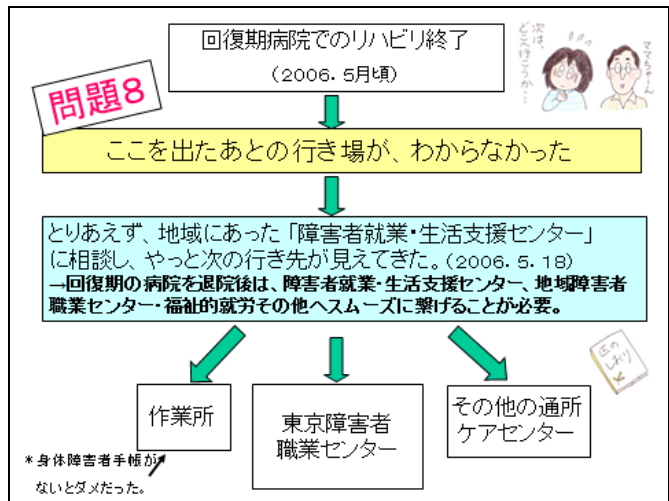 回復期病院でのリハビリ終了
(2006.5月頃)
次は、
どこへ行こうか…
ママちゃーん
問題8
ここを出たあとの行き場が、わからなかった
とりあえず、地域にあった「障害者就業・生活支援センター」
に相談し、やっと次の行き先が見えてきた。(2006.5.18)
→回復期の病院を退院後は、障害者就業・生活支援センター、地域障害者
職業センター・福祉的就労その他へスムーズに繋げることが必要。
区の
しおり
作業所
東京障害者
職業センター
その他の通所
ケアセンター
*身体障害者手帳が
ないとダメだった。